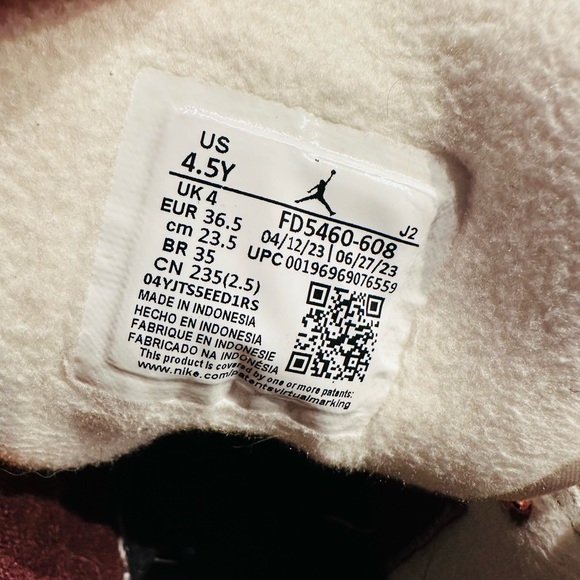 US
4.5Y
UK 4
EUR 36.5
cm 23.5
BR 35
CN 235(2.5)
04YJTS5EED1RS
MADE IN INDONESIA
HECHO EN INDONESIA
FABRIQUE EN INDONESIE
FABRICADO NA INDONESIA
This product is covered by one or more patents:
www.nike.com/patentsvirtualmarking
J2
FD5460-608
04/12/23 | 06/27/23
UPC 00196969076559